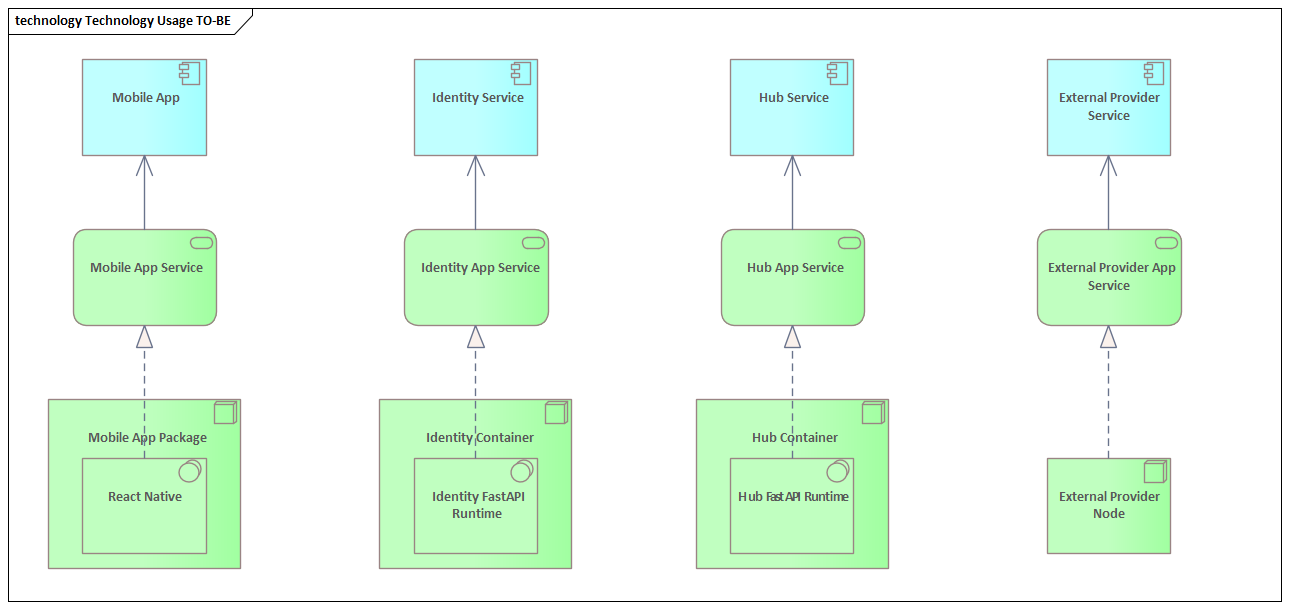 technology Technology Usage TO-BE
Mobile App
Identity Service
Hub Service
External Provider
Service
Mobile App Service
Identity App Service
Hub App Service
External Provider App
Service
Mobile App Package
Identity Container
Hub Container
React Native
Identity FastAPI
Runtime
Hub FastAPI Runtime
External Provider
Node